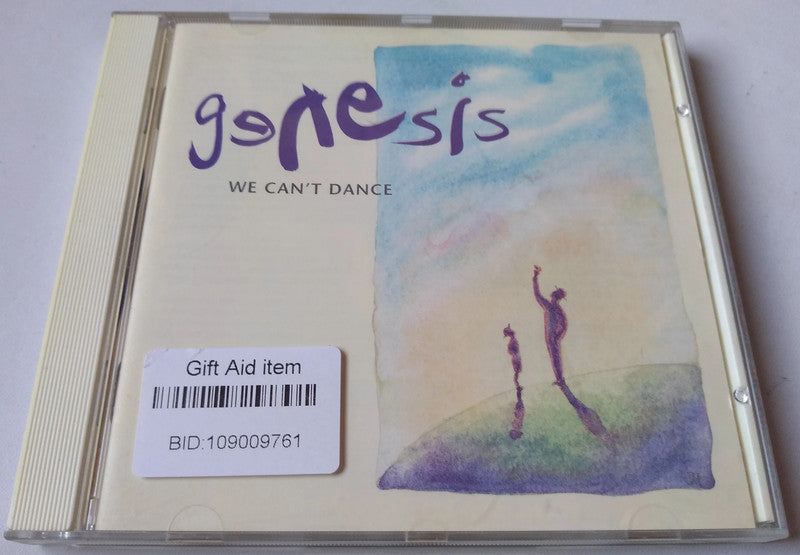 genesis
WE CAN'T DANCE
Gift Aid item
BID:109009761